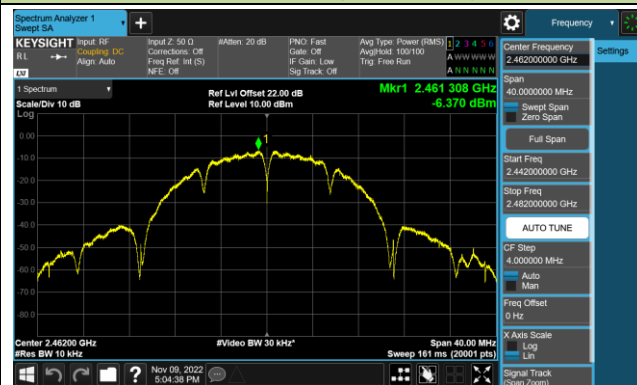 Spectrum Analyzer 1
Swept SA
+
Frequency
KEYSIGHT
RL
LXI
Input: RF
Coupling: DC
Align: Auto
Input Z: 50 Ω
Corrections: Off
Freq Ref: Int (S)
NFE: Off
#Atten: 20 dB
PNO: Fast
Gate: Off
IF Gain: Low
Sig Track: Off
Avg Type: Power (RMS)
Avg|Hold: 100/100
Trig: Free Run
1 2 3 4 5 6
A W W W W W
A N N N N N
1 Spectrum
Scale/Div 10 dB
Log
Ref Lvl Offset 22.00 dB
Ref Level 10.00 dBm
Mkr1 2.461 308 GHz
-6.370 dBm
1
0.00
-10.0
-20.0
-30.0
-40.0
-50.0
-60.0
-70.0
-80.0
Center 2.46200 GHz
#Res BW 10 kHz
#Video BW 30 kHz*
Span 40.00 MHz
Sweep 161 ms (20001 pts)
?
Nov 09, 2022
5:04:38 PM
Center Frequency
2.462000000 GHz
Settings
Span
40.0000000 MHz
Swept Span
Zero Span
Full Span
Start Freq
2.442000000 GHz
Stop Freq
2.482000000 GHz
AUTO TUNE
CF Step
4.000000 MHz
Auto
Man
Freq Offset
0 Hz
X Axis Scale
Log
Lin
Signal Track
(Span Zoom)